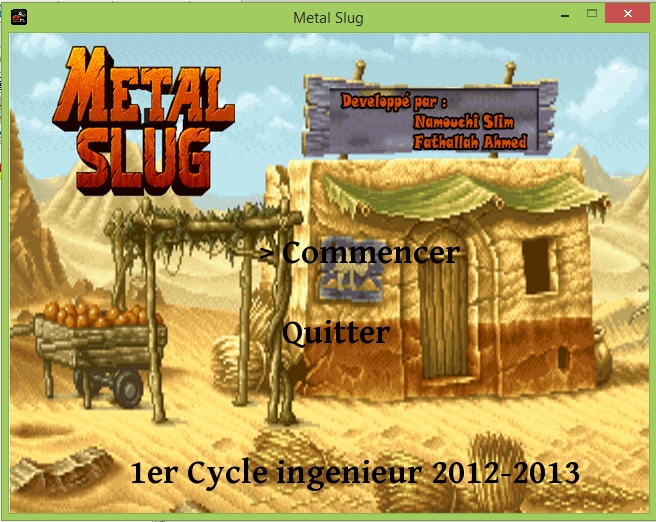 Metal Slug
METAL
SLUG
Developpé par :
Namouchi Slim
Fathallah Ahmed
> Commencer
Quitter
1er Cycle ingenieur 2012-2013